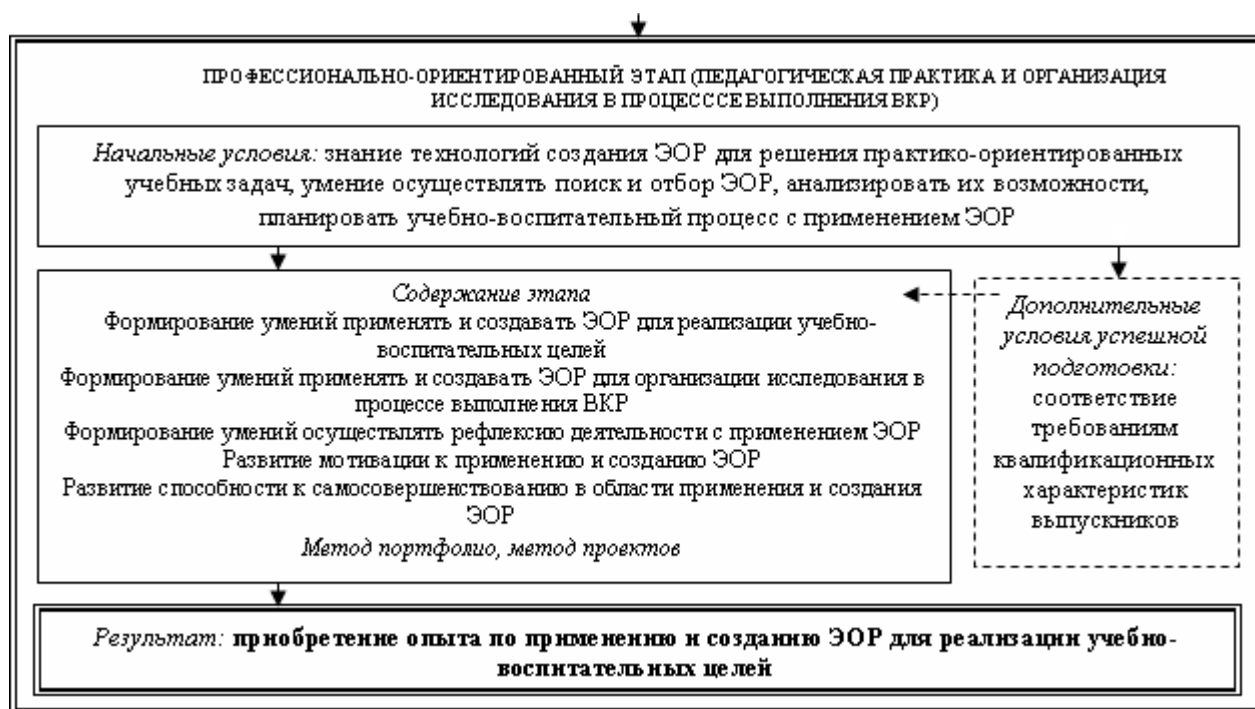 ПРОФЕССИОНАЛЬНО-ОРИЕНТИРОВАННЫЙ ЭТАП (ПЕДАГОГИЧЕСКАЯ ПРАКТИКА И ОРГАНИЗАЦИЯ
ИССЛЕДОВАНИЯ В ПРОЦЕСССЕ ВЫПОЛНЕНИЯ ВКР)
Начальные условия: знание технологий создания ЭОР для решения практико-ориентированных
учебных задач, умение осуществлять поиск и отбор ЭОР, анализировать их возможности,
планировать учебно-воспитательный процесс с применением ЭОР
Содержание этапа
Формирование умений применять и создавать ЭОР для реализации учебно-
воспитательных целей
Формирование умений применять и создавать ЭОР для организации исследования в
процессе выполнения ВКР
Формирование умений осуществлять рефлексию деятельности с применением ЭОР
Развитие мотивации к применению и созданию ЭОР
Развитие способности к самосовершенствованию в области применения и создания
ЭОР
Метод портфолио, метод проектов
Дополнительные
условия успешной
подготовки:
соответствие
требованиям
квалификационных
характеристик
выпускников
Результат: приобретение опыта по применению и созданию ЭОР для реализации учебно-
воспитательных целей